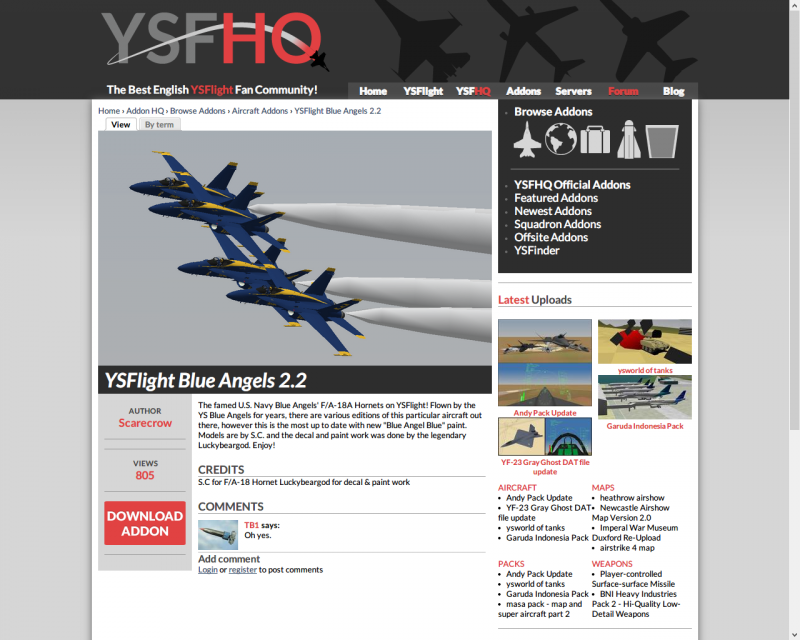 YSFHQ
The Best English YSFlight Fan Community!
Home YSFlight YSFHQ Addons Servers Forum Blog
Home › Addon HQ › Browse Addons › Aircraft Addons › YSFlight Blue Angels 2.2
View By term
YSFlight Blue Angels 2.2
AUTHOR
Scarecrow
VIEWS
805
DOWNLOAD
ADDON
The famed U.S. Navy Blue Angels' F/A-18A Hornets on YSFlight! Flown by the
YS Blue Angels for years, there are various editions of this particular aircraft out
there, however this is the most up to date with new "Blue Angel Blue" paint.
Models are by S.C. and the decal and paint work was done by the legendary
Luckybeargod. Enjoy!
CREDITS
S.C for F/A-18 Hornet Luckybeargod for decal & paint work
COMMENTS
TB1 says:
Oh yes.
Add comment
Login or register to post comments
Browse Addons
YSFHQ Official Addons
Featured Addons
Newest Addons
Squadron Addons
Offsite Addons
YSFinder
Latest Uploads
Andy Pack Update
YF-23 Gray Ghost DAT file
update
ysworld of tanks
Garuda Indonesia Pack
AIRCRAFT
• Andy Pack Update
• YF-23 Gray Ghost DAT
file update
• ysworld of tanks
• Garuda Indonesia Pack
MAPS
• heathrow airshow
• Newcastle Airshow
Map Version 2.0
• Imperial War Museum
Duxford Re-Upload
• airstrike 4 map
PACKS
• Andy Pack Update
• ysworld of tanks
• Garuda Indonesia Pack
• masa pack - map and
super aircraft part 2
WEAPONS
• Player-controlled
Surface-surface Missile
• BNI Heavy Industries
Pack 2 - Hi-Quality Low-
Detail Weapons